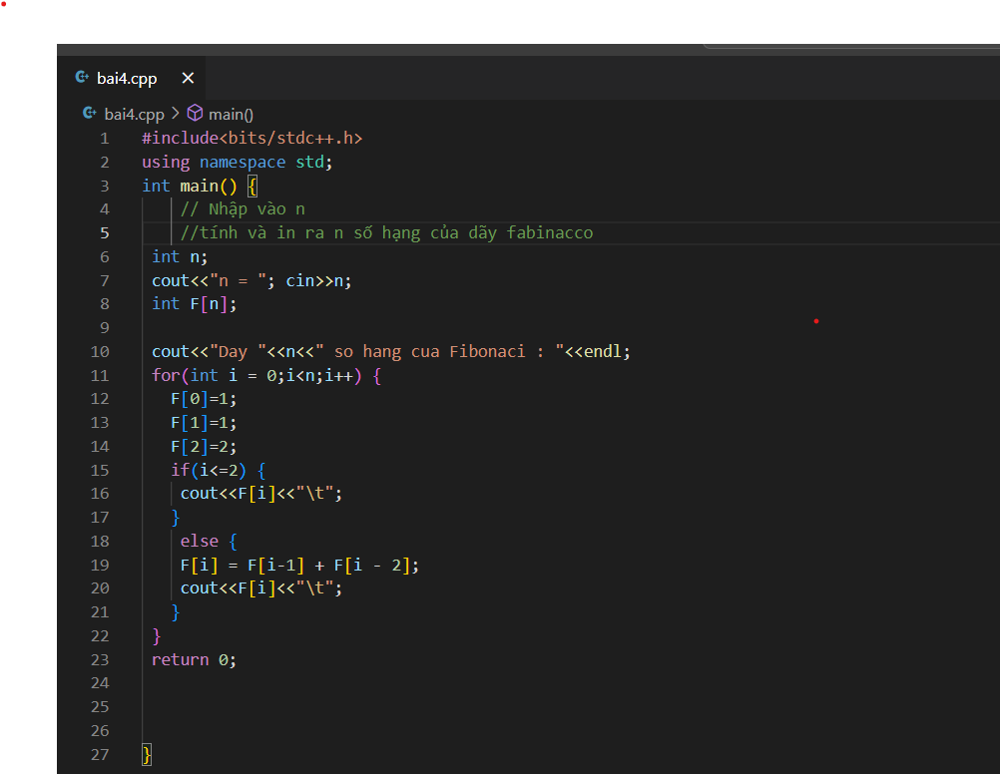 bai4.cpp
bai4.cpp > main()
1 #include<bits/stdc++.h>
2 using namespace std;
3 int main() {
4 // Nhập vào n
5 //tính và in ra n số hạng của dãy fabinacco
6 int n;
7 cout<<"n = "; cin>>n;
8 int F[n];
9
10 cout<<"Day "<<n<<" so hang cua Fibonaci : "<<endl;
11 for(int i = 0;i<n;i++) {
12 F[0]=1;
13 F[1]=1;
14 F[2]=2;
15 if(i<=2) {
16 cout<<F[i]<<"\t";
17 }
18 else {
19 F[i] = F[i-1] + F[i - 2];
20 cout<<F[i]<<"\t";
21 }
22 }
23 return 0;
24
25
26
27 }